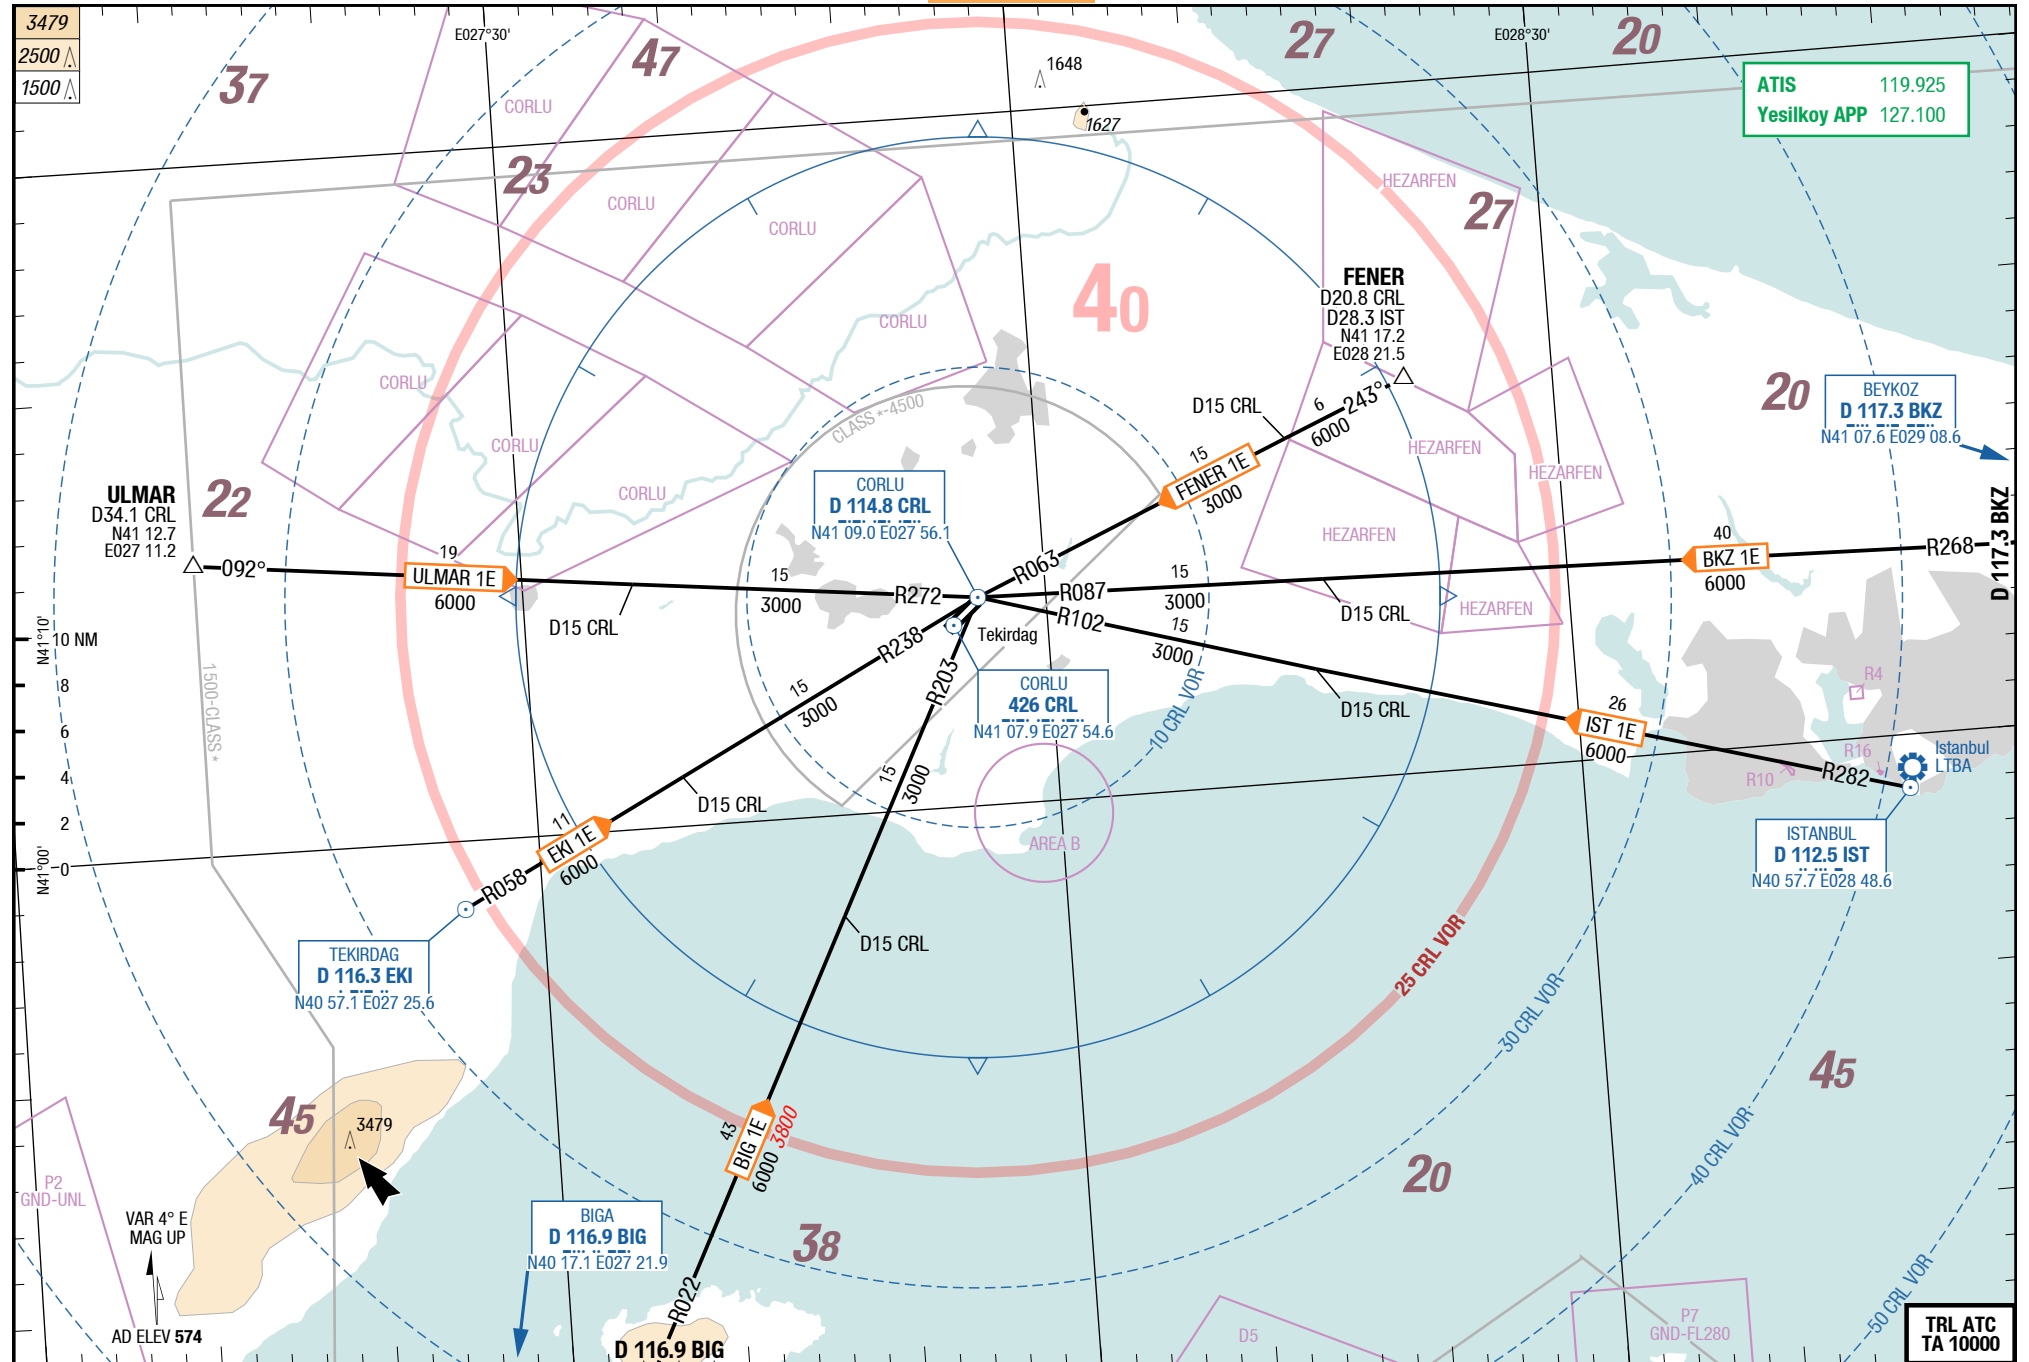 3479
2500
1500
E027°30'
E028°30'
37
47
27
20
1648
1627
ATIS 119.925
Yesilkoy APP 127.100
CORLU
23
CORLU
CORLU
HEZARFEN
27
40
FENER
D20.8 CRL
D28.3 IST
N41 17.2
E028 21.5
CORLU
CORLU
CLASS *-4500
D15 CRL
6
243°
6000
20
BEYKOZ
D 117.3 BKZ
N41 07.6 E029 08.6
CORLU
HEZARFEN
HEZARFEN
15
FENER 1E
3000
CORLU
D 114.8 CRL
N41 09.0 E027 56.1
ULMAR
D34.1 CRL
N41 12.7
E027 11.2
22
CORLU
HEZARFEN
D 117.3 BKZ
092°
19
ULMAR 1E
6000
D15 CRL
15
3000
R272
R063
R087
15
3000
D15 CRL
40
BKZ 1E
6000
R268
HEZARFEN
R102
15
3000
D15 CRL
26
IST 1E
6000
R282
N41°10'
10 NM
8
6
4
2
0
N41°00'
1500-CLASS *
R238
Tekirdag
R203
15
3000
CORLU
426 CRL
N41 07.9 E027 54.6
10 CRL VOR
R4
R16
R10
Istanbul
LTBA
15
3000
D15 CRL
11
EKI 1E
6000
R058
AREA B
ISTANBUL
D 112.5 IST
N40 57.7 E028 48.6
TEKIRDAG
D 116.3 EKI
N40 57.1 E027 25.6
D15 CRL
25 CRL VOR
30 CRL VOR
40 CRL VOR
50 CRL VOR
45
45
3479
43
BIG 1E
6000
3800
20
38
P2
GND-UNL
VAR 4° E
MAG UP
AD ELEV 574
BIGA
D 116.9 BIG
N40 17.1 E027 21.9
R022
D 116.9 BIG
D5
P7
GND-FL280
TRL ATC
TA 10000